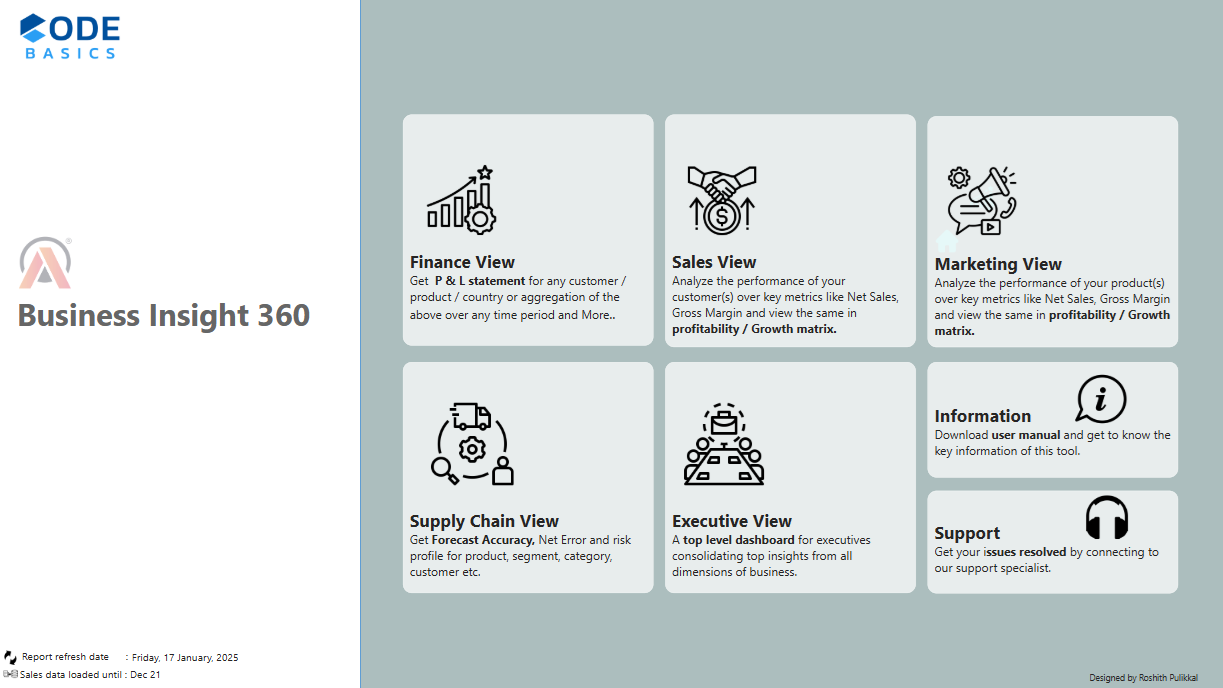 CODE
BASICS
Business Insight 360
Report refresh date : Friday, 17 January, 2025
Sales data loaded until : Dec 21
Finance View
Get P & L statement for any customer /
product / country or aggregation of the
above over any time period and More..
Sales View
Analyze the performance of your
customer(s) over key metrics like Net Sales,
Gross Margin and view the same in
profitability / Growth matrix.
Marketing View
Analyze the performance of your product(s)
over key metrics like Net Sales, Gross Margin
and view the same in profitability / Growth
matrix.
Supply Chain View
Get Forecast Accuracy, Net Error and risk
profile for product, segment, category,
customer etc.
Executive View
A top level dashboard for executives
consolidating top insights from all
dimensions of business.
Information
Download user manual and get to know the
key information of this tool.
Support
Get your issues resolved by connecting to
our support specialist.
Designed by Roshith Pulikkal